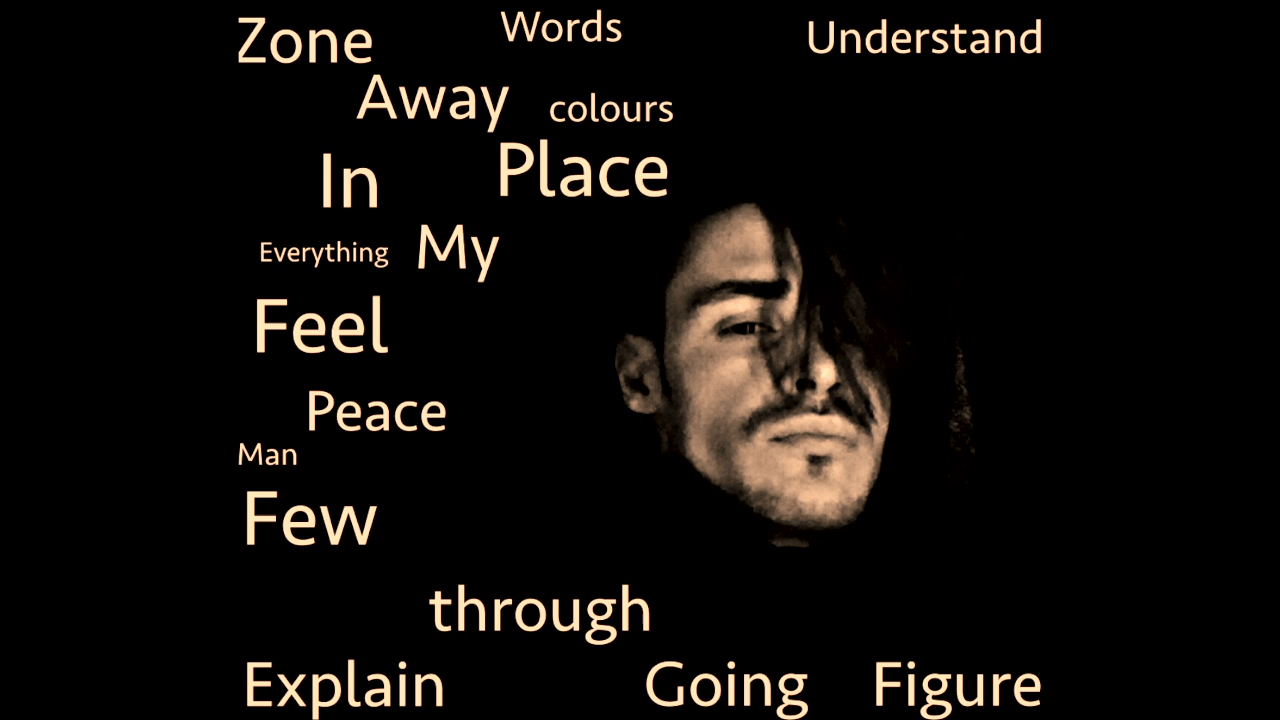 Zone Words Understand
Away colours
In Place
Everything My
Feel
Peace
Man
Few
through
Explain Going Figure